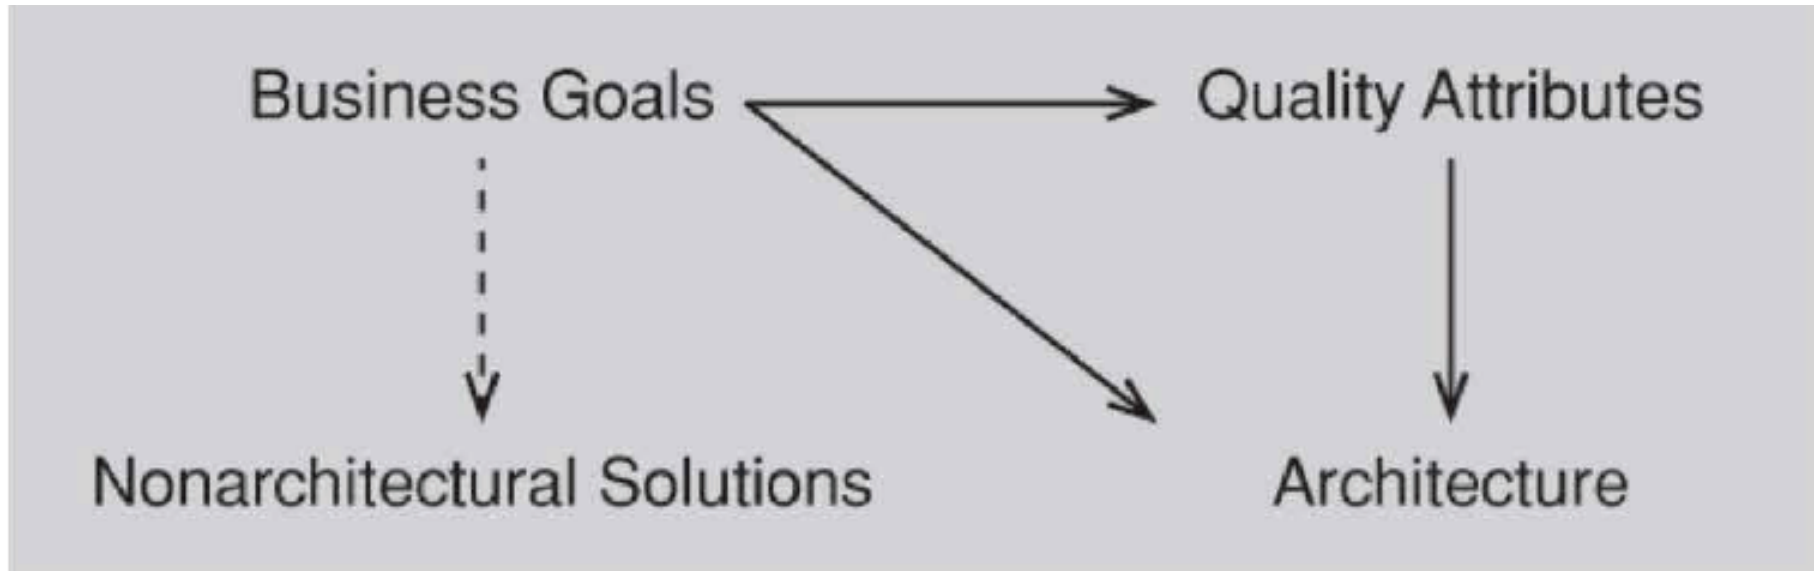 Business Goals
Quality Attributes
Nonarchitectural Solutions
Architecture